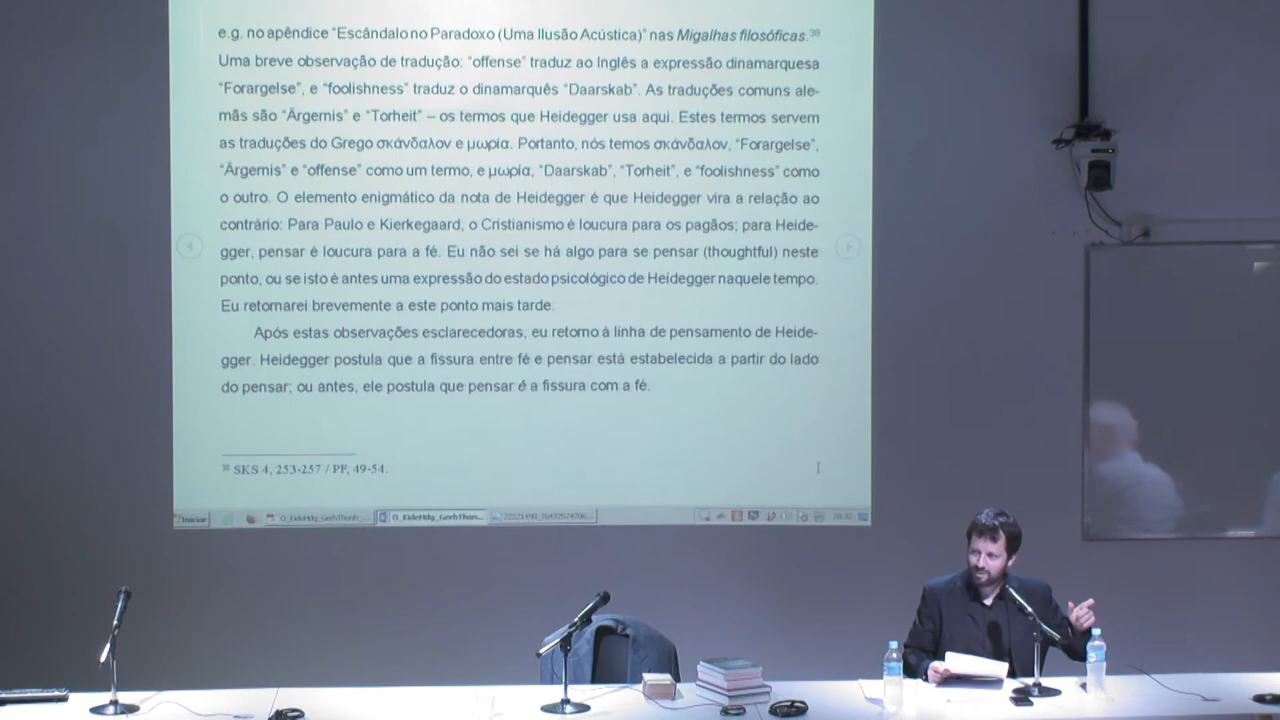 e.g. no apêndice “Escândalo no Paradoxo (Uma Ilusão Acústica)” nas Migalhas filosóficas.³⁸
Uma breve observação de tradução: “offense” traduz ao Inglês a expressão dinamarquesa
“Forargelse”, e “foolishness” traduz o dinamarquês “Daarskab”. As traduções comuns ale-
mãs são “Ärgernis” e “Torheit” – os termos que Heidegger usa aqui. Estes termos servem
as traduções do Grego σκάνδαλον e μωρία. Portanto, nós temos σκάνδαλον, “Forargelse”,
“Ärgernis” e “offense” como um termo, e μωρία, “Daarskab”, “Torheit”, e “foolishness” como
o outro. O elemento enigmático da nota de Heidegger é que Heidegger vira a relação ao
contrário: Para Paulo e Kierkegaard, o Cristianismo é loucura para os pagãos; para Heide-
gger, pensar é loucura para a fé. Eu não sei se há algo para se pensar (thoughtful) neste
ponto, ou se isto é antes uma expressão do estado psicológico de Heidegger naquele tempo.
Eu retornarei brevemente a este ponto mais tarde.
Após estas observações esclarecedoras, eu retorno à linha de pensamento de Heide-
gger. Heidegger postula que a fissura entre fé e pensar está estabelecida a partir do lado
do pensar; ou antes, ele postula que pensar é a fissura com a fé.
³⁸ SKS 4, 253-257 / PF, 49-54.
Iniciar